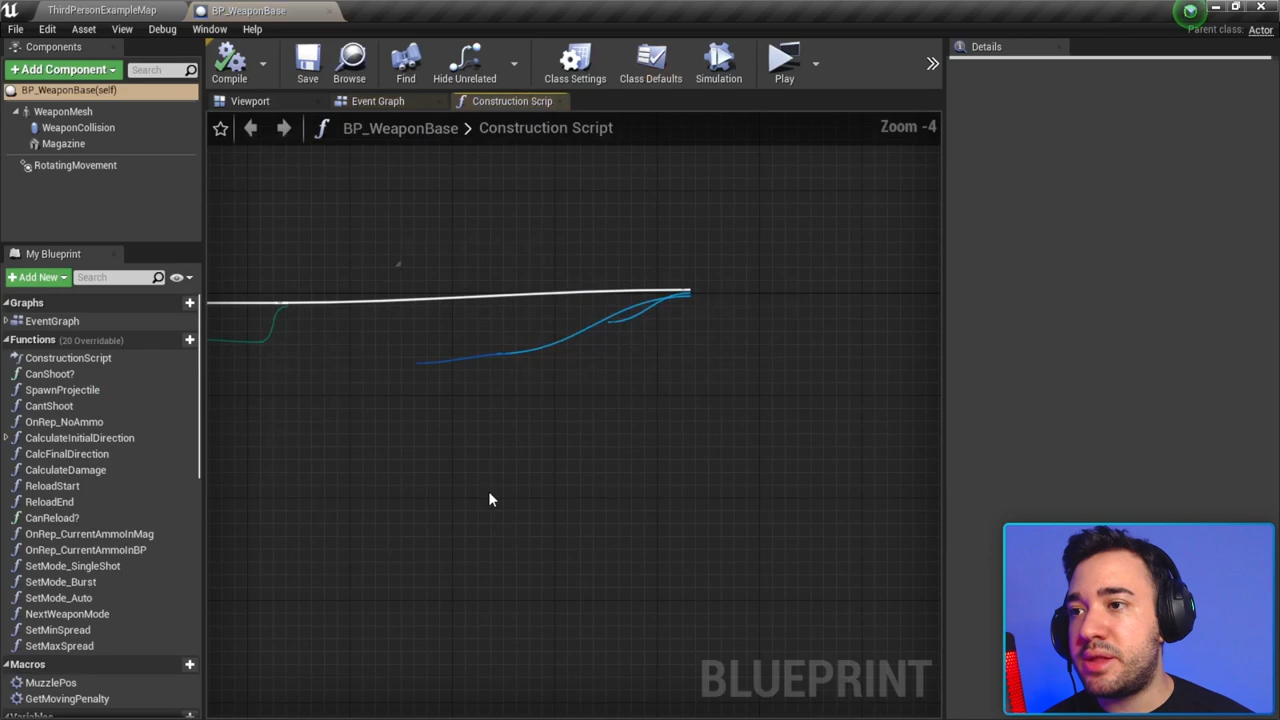 ThirdPersonExampleMap
BP_WeaponBase
File
Edit
Asset
View
Debug
Window
Help
Parent class: Actor
Components
Add Component
Search
BP_WeaponBase(self)
WeaponMesh
WeaponCollision
Magazine
RotatingMovement
Compile
Save
Browse
Find
Hide Unrelated
Class Settings
Class Defaults
Simulation
Play
Details
Viewport
Event Graph
Construction Scrip
BP_WeaponBase > Construction Script
Zoom -4
My Blueprint
Add New
Search
Graphs
EventGraph
Functions (20 Overridable)
ConstructionScript
CanShoot?
SpawnProjectile
CantShoot
OnRep_NoAmmo
CalculateInitialDirection
CalcFinalDirection
CalculateDamage
ReloadStart
ReloadEnd
CanReload?
OnRep_CurrentAmmoInMag
OnRep_CurrentAmmoInBP
SetMode_SingleShot
SetMode_Burst
SetMode_Auto
NextWeaponMode
SetMinSpread
SetMaxSpread
Macros
MuzzlePos
GetMovingPenalty
Variables
BLUEPRINT